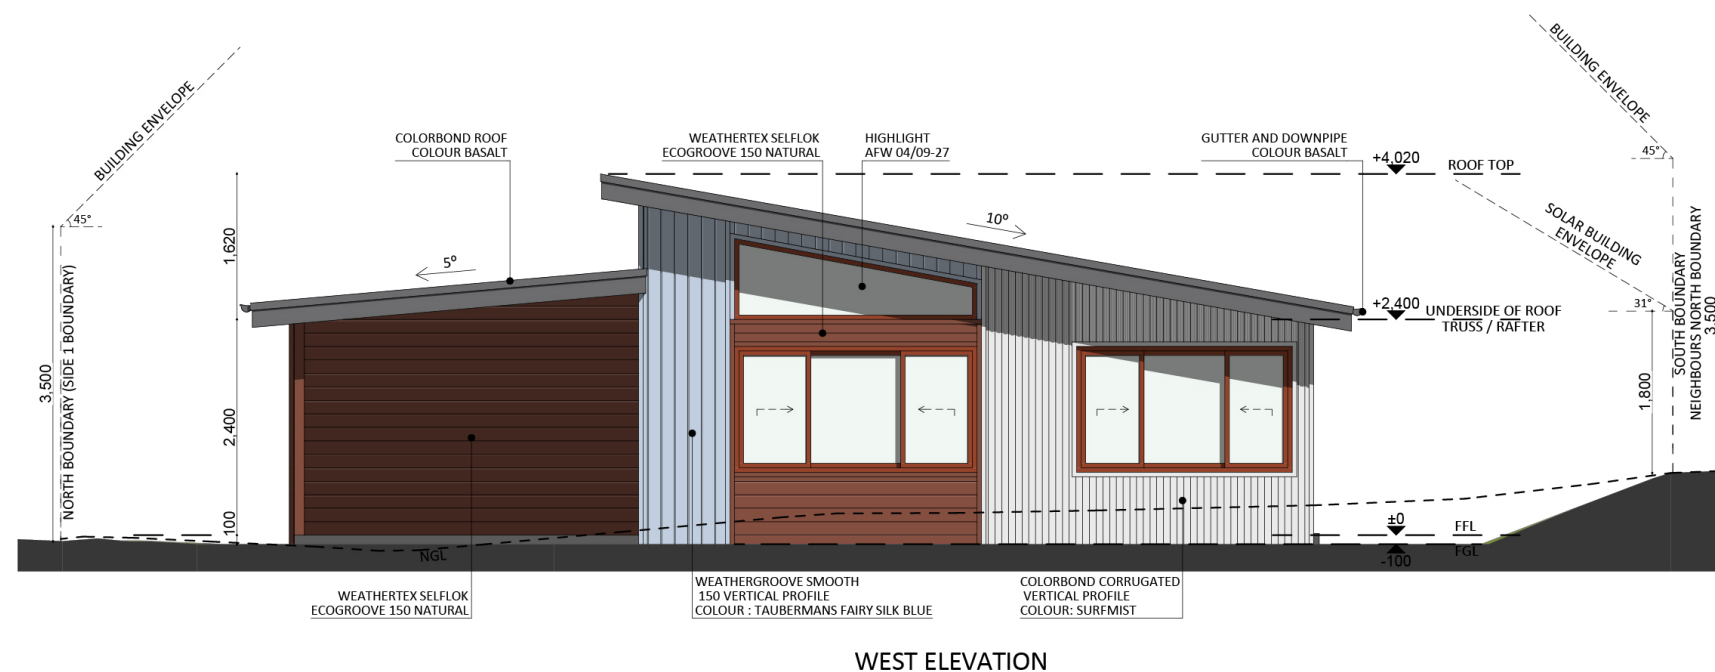 BUILDING ENVELOPE
45°
3,500
NORTH BOUNDARY (SIDE 1 BOUNDARY)
1,620
2,400
100
COLORBOND ROOF
COLOUR BASALT
5°
WEATHERTEX SELFLOK
ECOGROOVE 150 NATURAL
HIGHLIGHT
AFW 04/09-27
10°
GUTTER AND DOWNPIPE
COLOUR BASALT
+4,020
ROOF TOP
BUILDING ENVELOPE
45°
SOLAR BUILDING
ENVELOPE
31°
+2,400
UNDERSIDE OF ROOF
TRUSS / RAFTER
1,800
SOUTH BOUNDARY
NEIGHBOURS NORTH BOUNDARY
3,500
±0
FFL
FGL
-100
NGL
WEATHERTEX SELFLOK
ECOGROOVE 150 NATURAL
WEATHERGROOVE SMOOTH
150 VERTICAL PROFILE
COLOUR : TAUBERMANS FAIRY SILK BLUE
COLORBOND CORRUGATED
VERTICAL PROFILE
COLOUR: SURFMIST
WEST ELEVATION